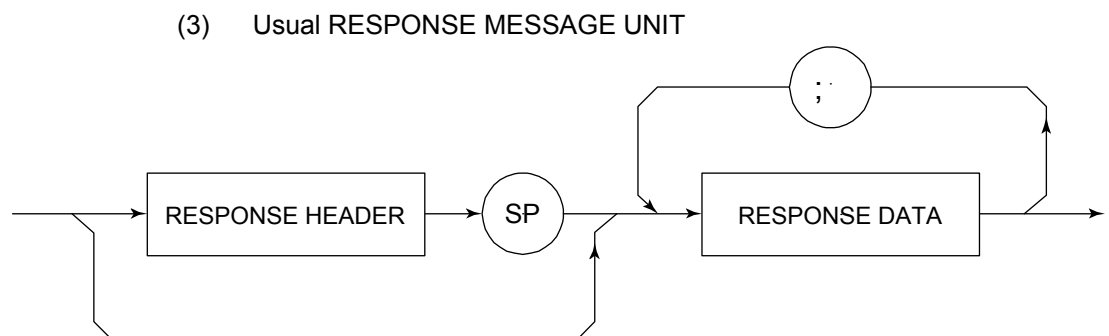 (3) Usual RESPONSE MESSAGE UNIT
;
RESPONSE HEADER
SP
RESPONSE DATA